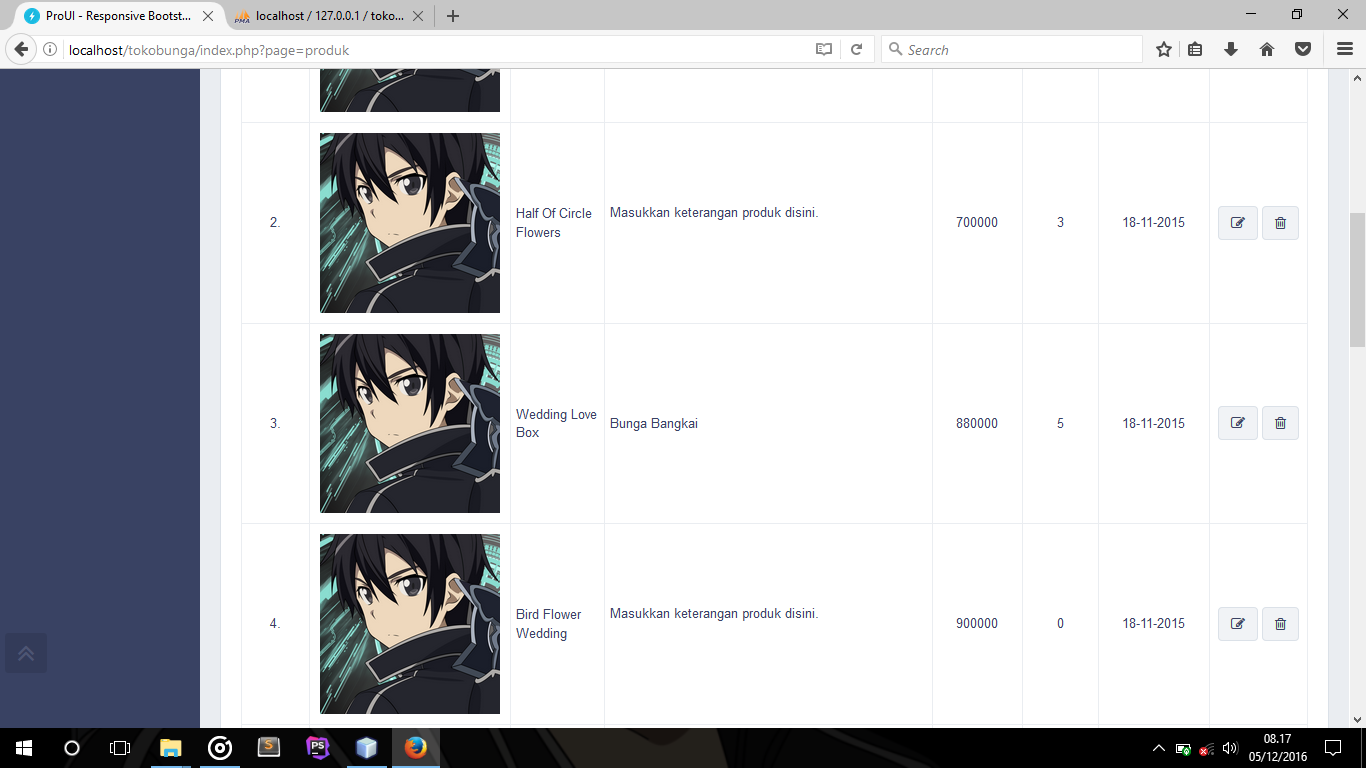 ProUI - Responsive Bootst...
localhost / 127.0.0.1 / toko...
localhost/tokobunga/index.php?page=produk
Search
2.
Half Of Circle
Flowers
Masukkan keterangan produk disini.
700000
3
18-11-2015
3.
Wedding Love
Box
Bunga Bangkai
880000
5
18-11-2015
4.
Bird Flower
Wedding
Masukkan keterangan produk disini.
900000
0
18-11-2015
08.17
05/12/2016